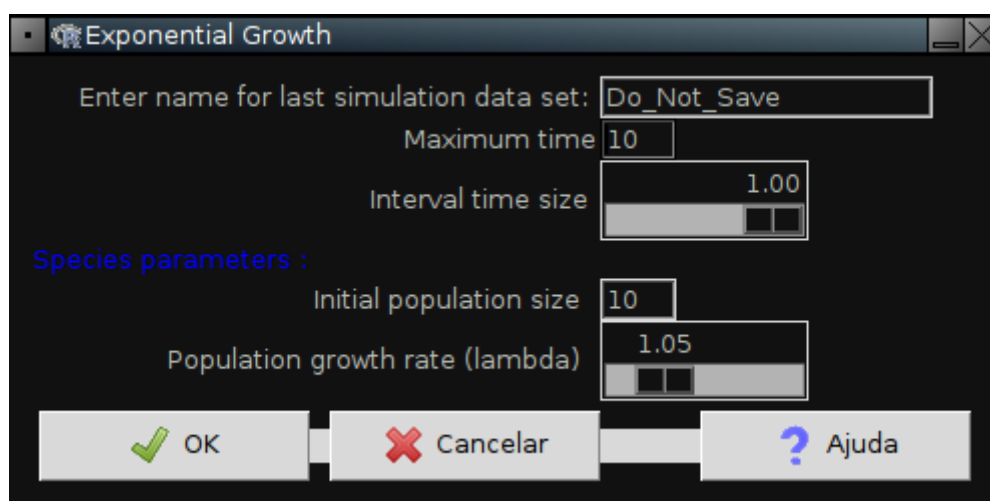 Exponential Growth
Enter name for last simulation data set: Do_Not_Save
Maximum time 10
Interval time size 1.00
Species parameters :
Initial population size 10
Population growth rate (lambda) 1.05
OK Cancelar Ajuda